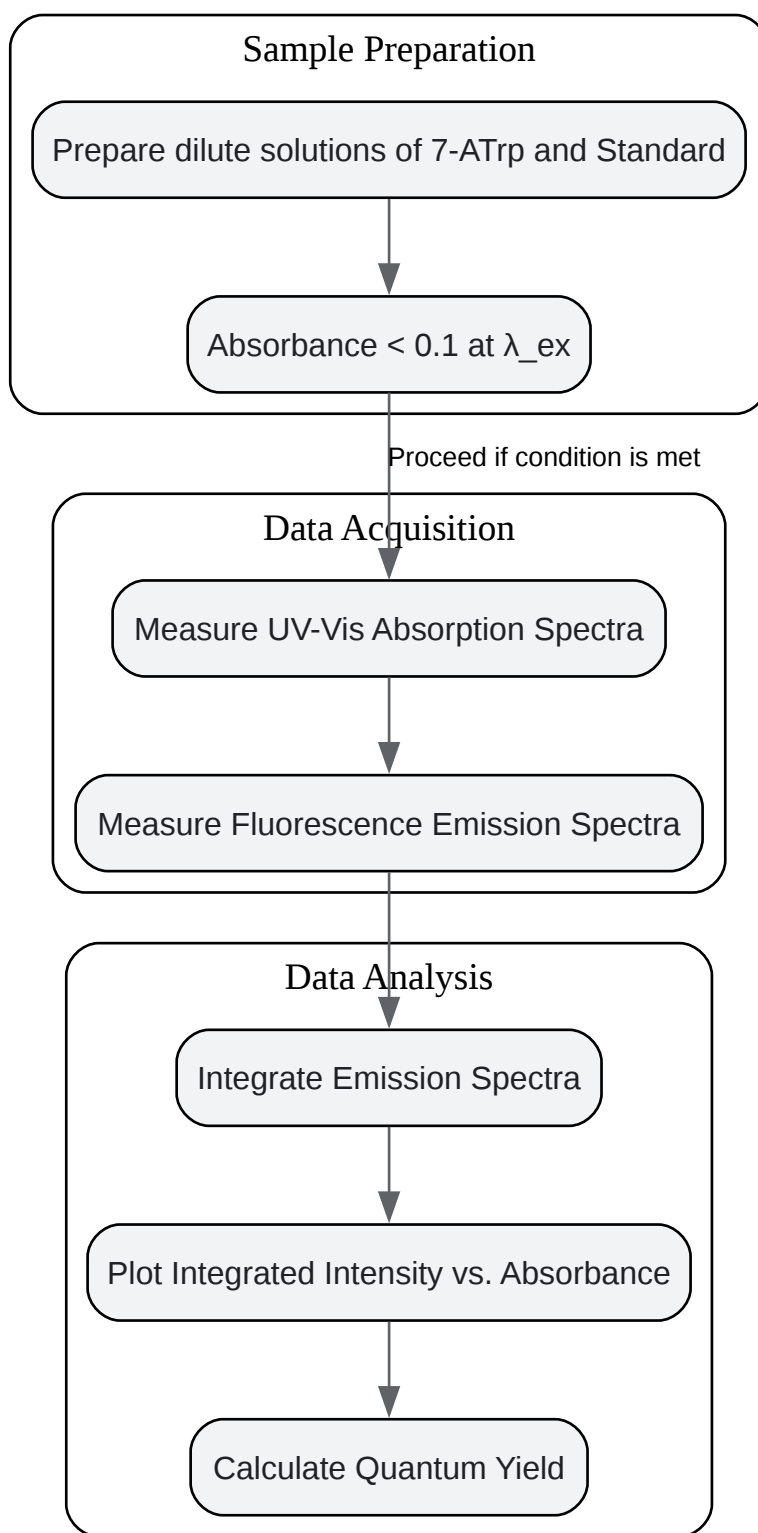 Sample Preparation
Prepare dilute solutions of 7-ATrp and Standard
Absorbance < 0.1 at λ_ex
Proceed if condition is met
Data Acquisition
Measure UV-Vis Absorption Spectra
Measure Fluorescence Emission Spectra
Data Analysis
Integrate Emission Spectra
Plot Integrated Intensity vs. Absorbance
Calculate Quantum Yield